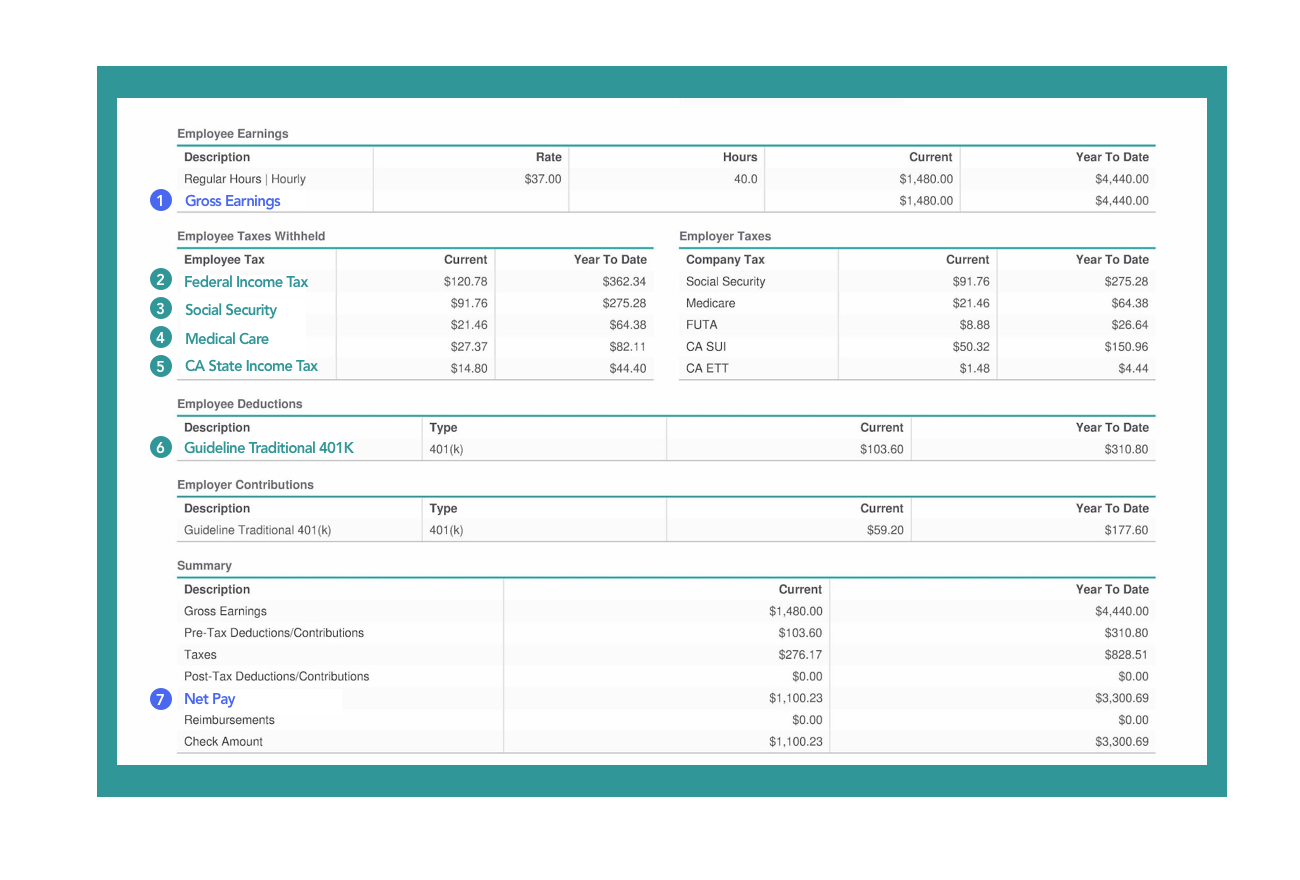 Employee Earnings
Description Rate Hours Current Year To Date
Regular Hours | Hourly $37.00 40.0 $1,480.00 $4,440.00
1 Gross Earnings $1,480.00 $4,440.00
Employee Taxes Withheld
Employee Tax Current Year To Date
2 Federal Income Tax $120.78 $362.34
3 Social Security $91.76 $275.28
4 Medical Care $21.46 $64.38
$27.37 $82.11
5 CA State Income Tax $14.80 $44.40
Employer Taxes
Company Tax Current Year To Date
Social Security $91.76 $275.28
Medicare $21.46 $64.38
FUTA $8.88 $26.64
CA SUI $50.32 $150.96
CA ETT $1.48 $4.44
Employee Deductions
Description Type Current Year To Date
6 Guideline Traditional 401K 401(k) $103.60 $310.80
Employer Contributions
Description Type Current Year To Date
Guideline Traditional 401(k) 401(k) $59.20 $177.60
Summary
Description Current Year To Date
Gross Earnings $1,480.00 $4,440.00
Pre-Tax Deductions/Contributions $103.60 $310.80
Taxes $276.17 $828.51
Post-Tax Deductions/Contributions $0.00 $0.00
7 Net Pay $1,100.23 $3,300.69
Reimbursements $0.00 $0.00
Check Amount $1,100.23 $3,300.69